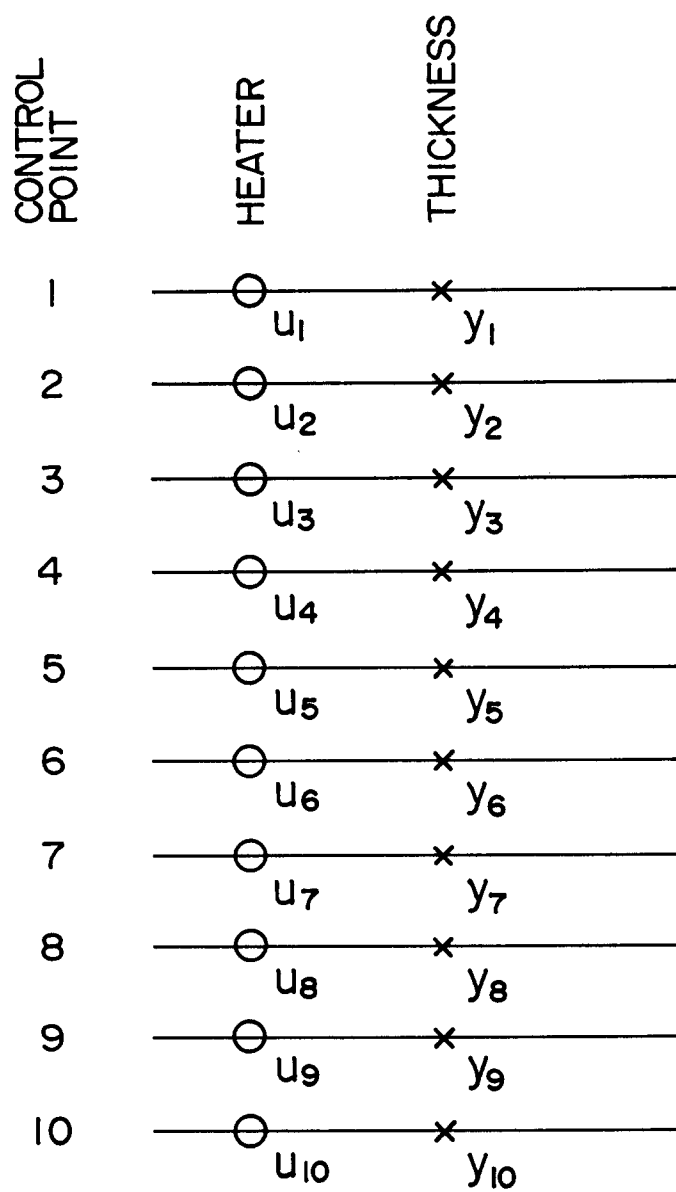 CONTROL POINT HEATER THICKNESS
1 u1 y1
2 u2 y2
3 u3 y3
4 u4 y4
5 u5 y5
6 u6 y6
7 u7 y7
8 u8 y8
9 u9 y9
10 u10 y10